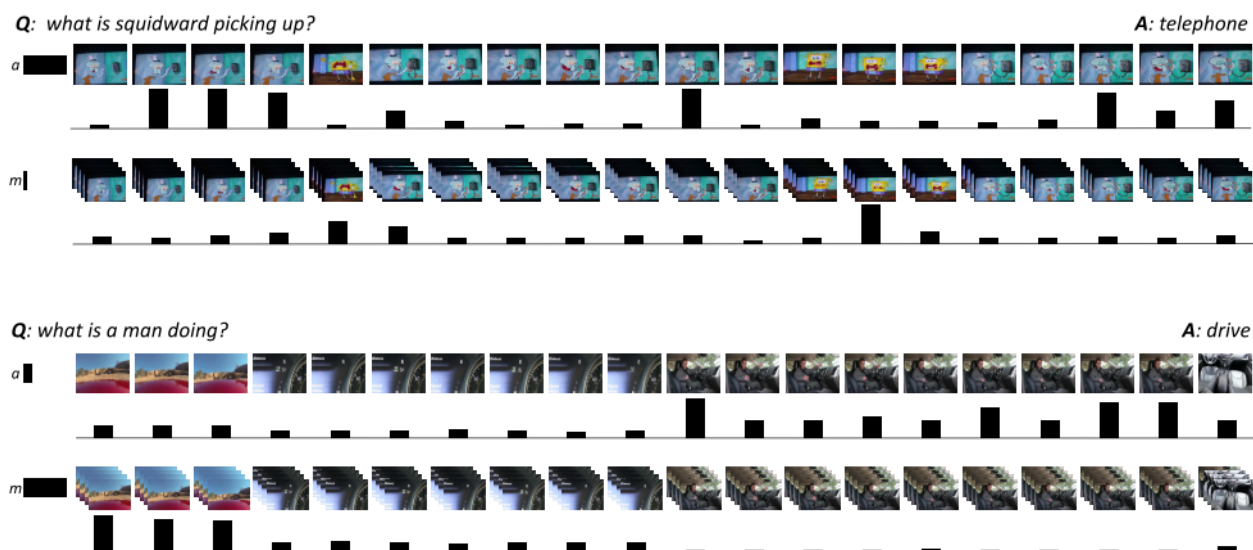 Q: what is squidward picking up?
A: telephone
a
m
Q: what is a man doing?
A: drive
a
m